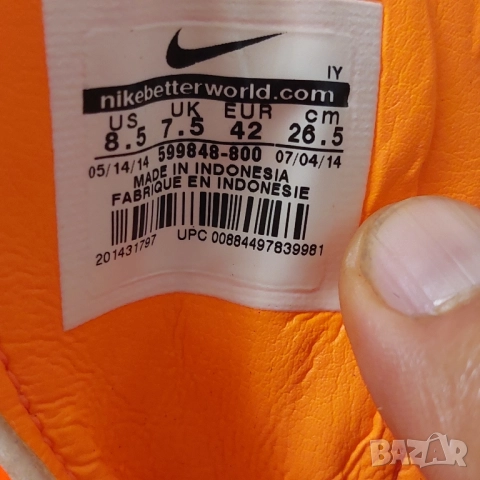 IY
nikebetterworld.com
US UK EUR cm
8.5 7.5 42 26.5
05/14/14 599848-800 07/04/14
MADE IN INDONESIA
FABRIQUE EN INDONESIE
201431797 UPC 00884497839981
BAZAR